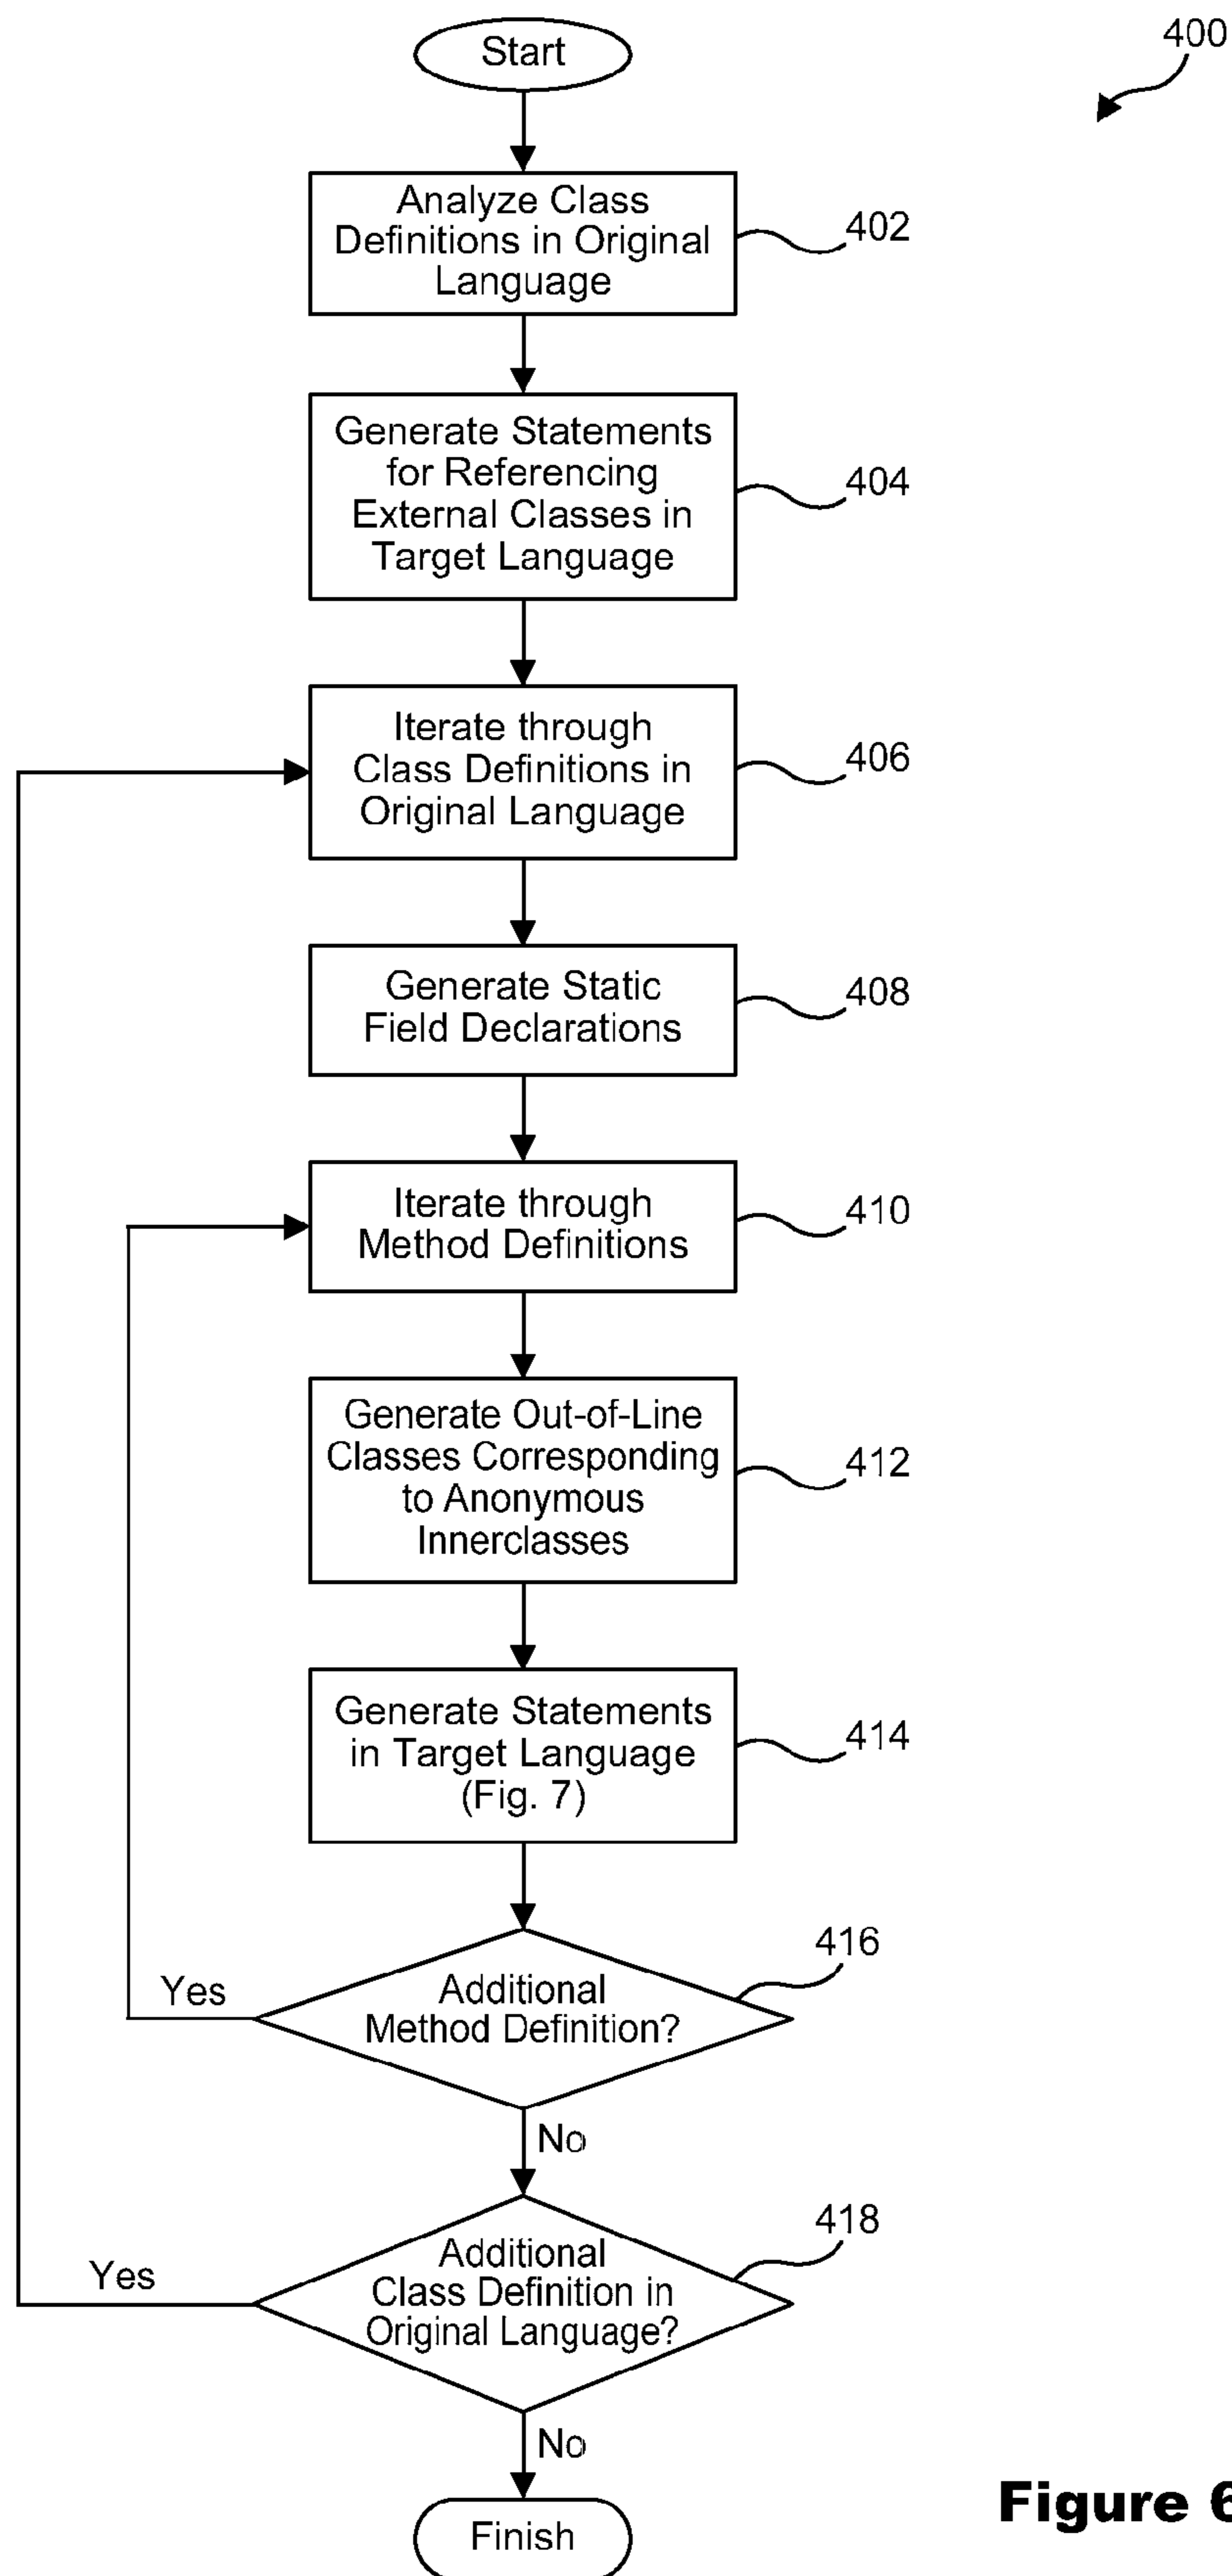 Start
400
Analyze Class
Definitions in Original
Language
402
Generate Statements
for Referencing
External Classes in
Target Language
404
Iterate through
Class Definitions in
Original Language
406
Generate Static
Field Declarations
408
Iterate through
Method Definitions
410
Generate Out-of-Line
Classes Corresponding
to Anonymous
Innerclasses
412
Generate Statements
in Target Language
(Fig. 7)
414
Additional
Method Definition?
416
Yes
No
Additional
Class Definition in
Original Language?
418
Yes
No
Finish
Figure 6